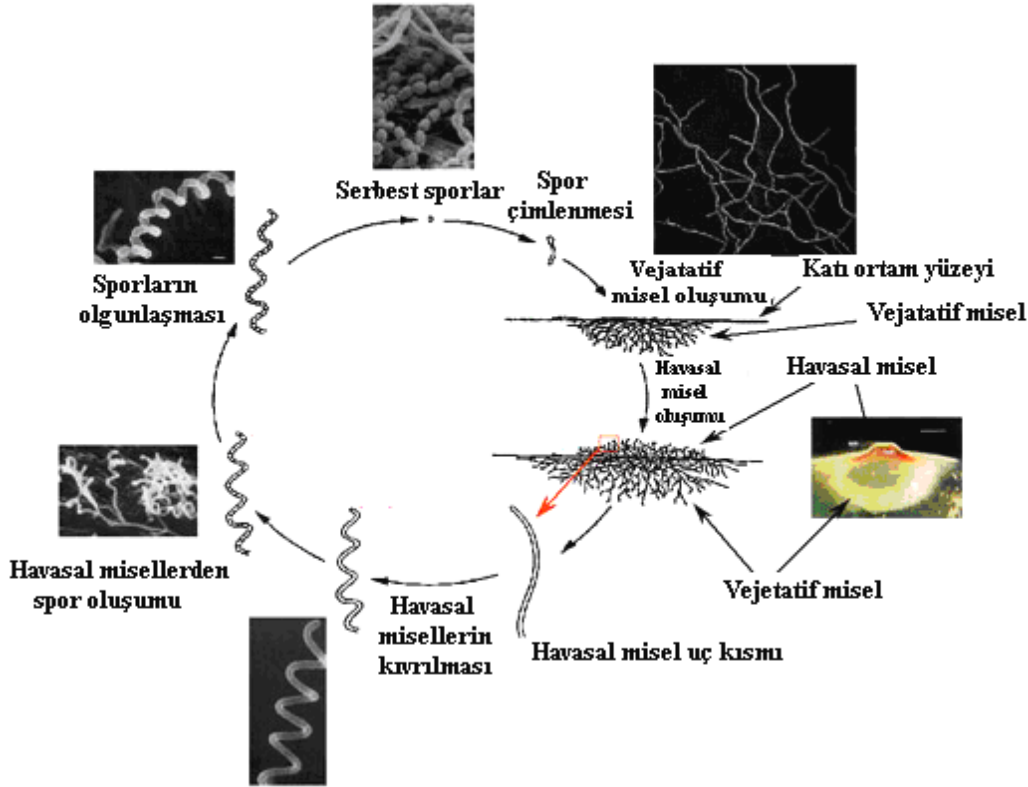 Serbest sporlar
Spor
çimlenmesi
Vejatatif
misel oluşumu
Katı ortam yüzeyi
Vejatatif misel
Havasal
misel
oluşumu
Havasal misel
Vejetatif misel
Havasal misel uç kısmı
Havasal
misellerin
kıvrılması
Havasal misellerden
spor oluşumu
Sporların
olgunlaşması